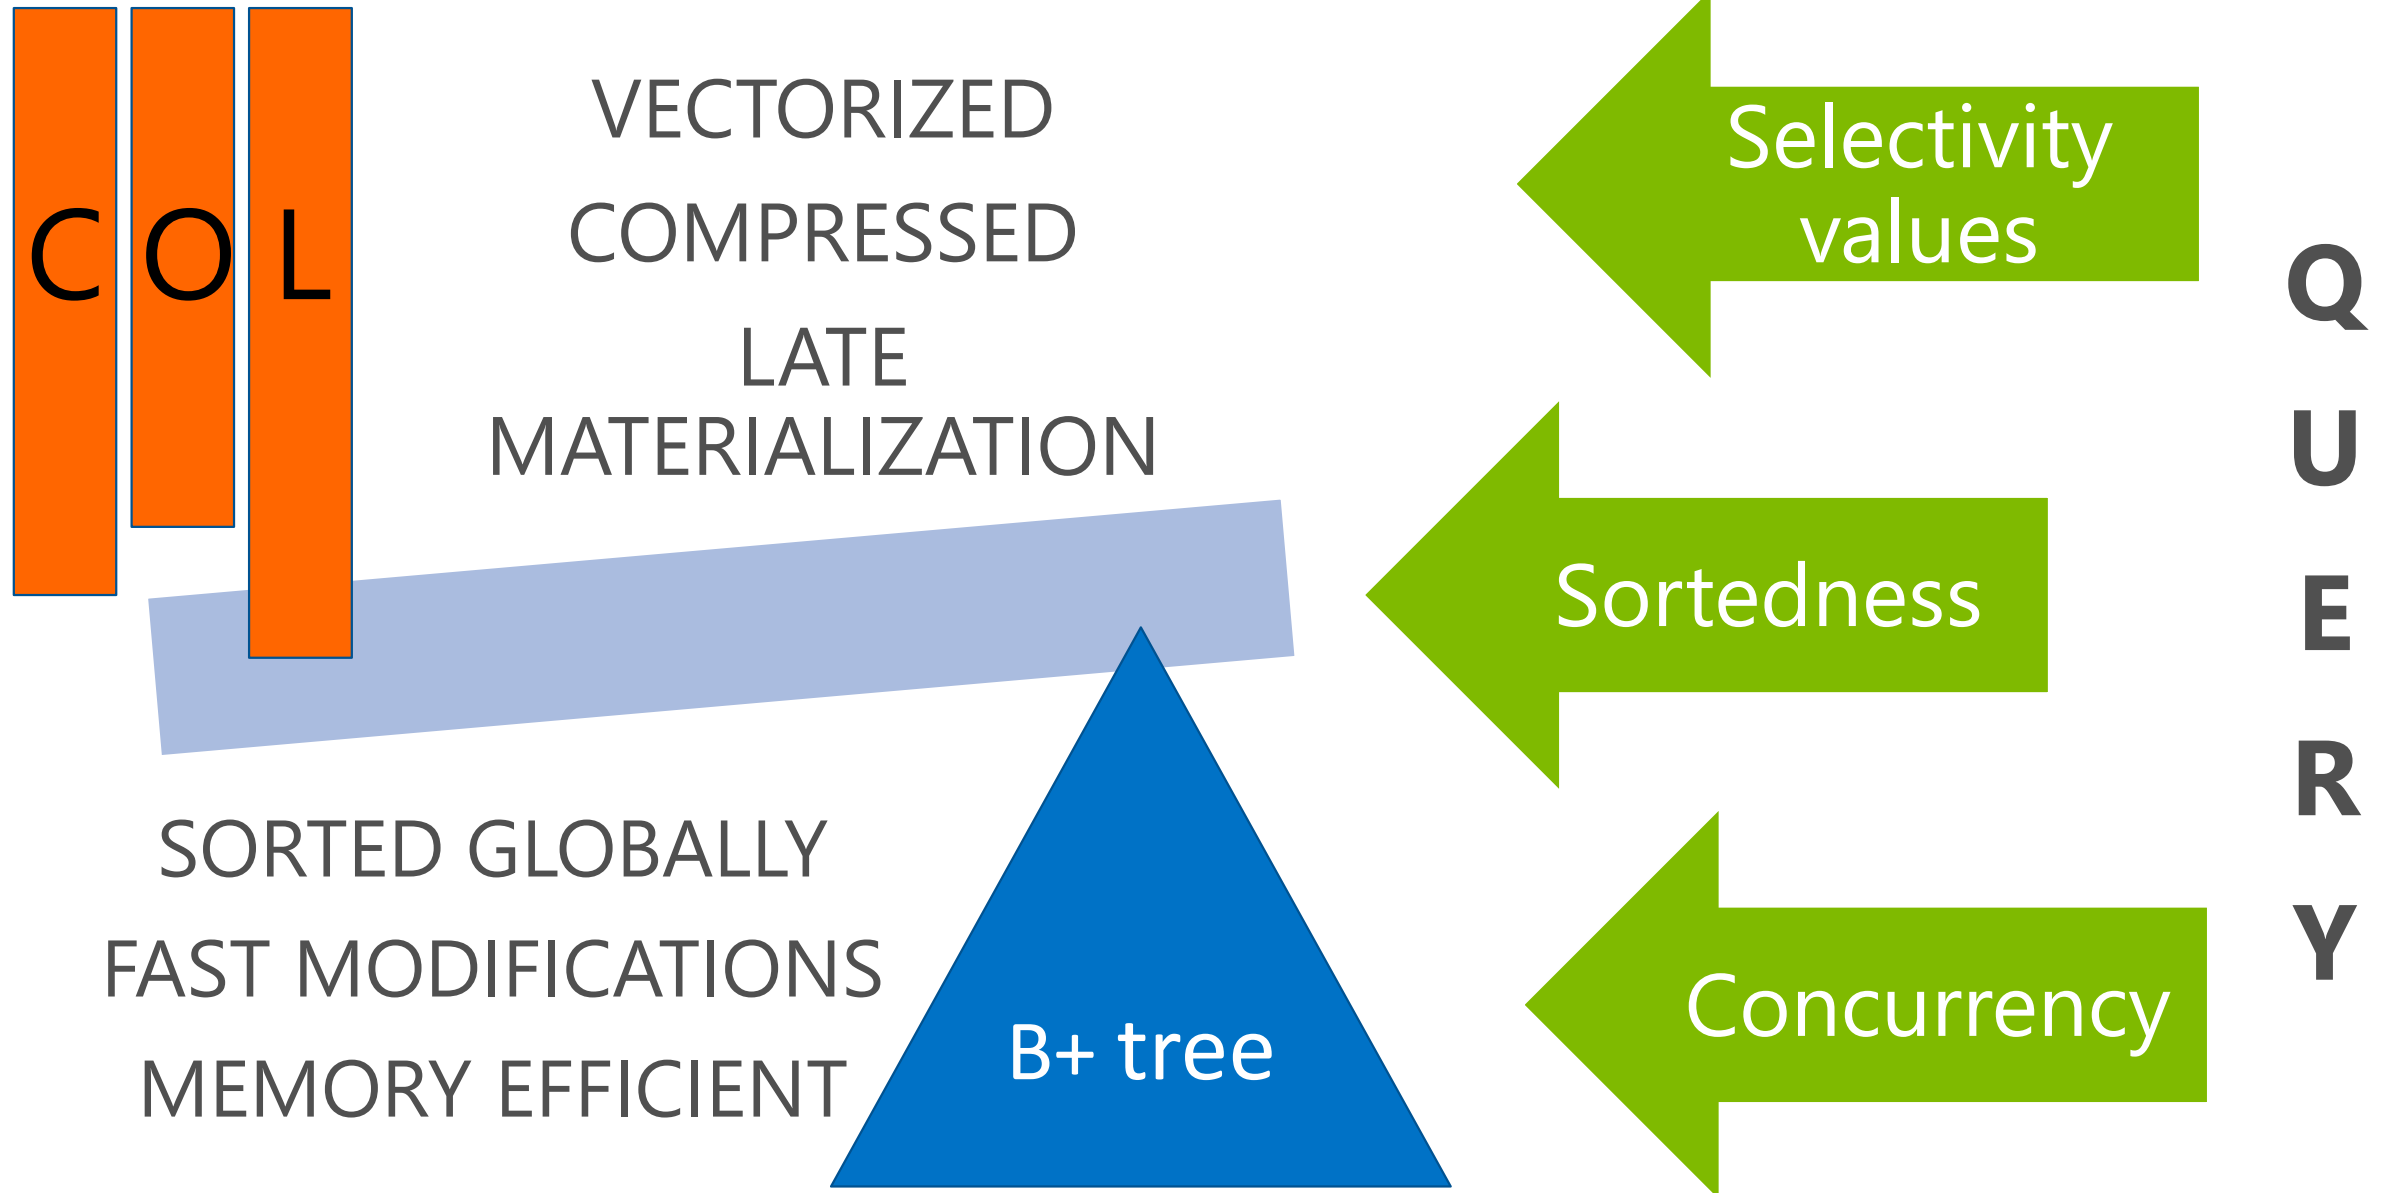 C O L
VECTORIZED
COMPRESSED
LATE
MATERIALIZATION
SORTED GLOBALLY
FAST MODIFICATIONS
MEMORY EFFICIENT
B+ tree
Selectivity
values
Sortedness
Concurrency
Q
U
E
R
Y